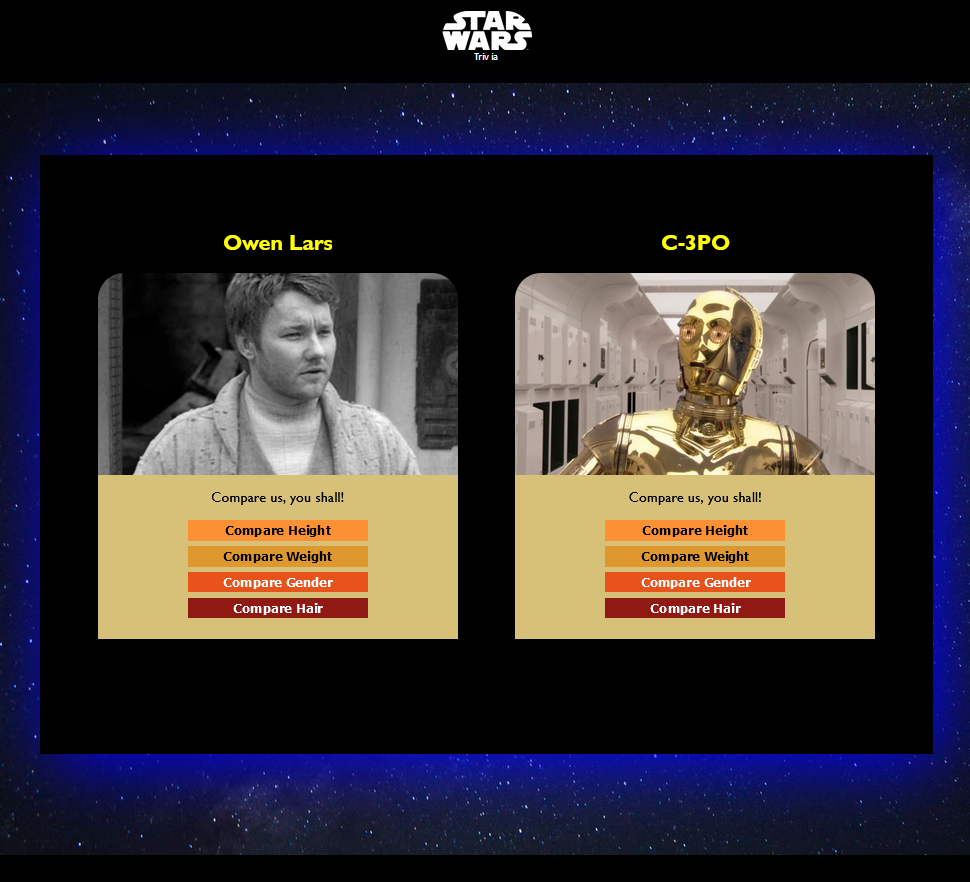 STAR
WARS
Trivia
Owen Lars
Compare us, you shall!
Compare Height
Compare Weight
Compare Gender
Compare Hair
C-3PO
Compare us, you shall!
Compare Height
Compare Weight
Compare Gender
Compare Hair